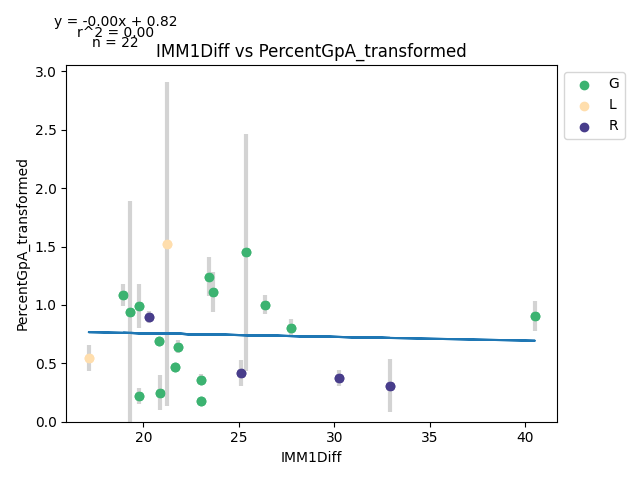 y = -0.00x + 0.82
r^2 = 0.00
n = 22
IMM1Diff vs PercentGpA_transformed
3.0
2.5
2.0
1.5
1.0
0.5
0.0
PercentGpA_transformed
20
25
30
35
40
IMM1Diff
G
L
R